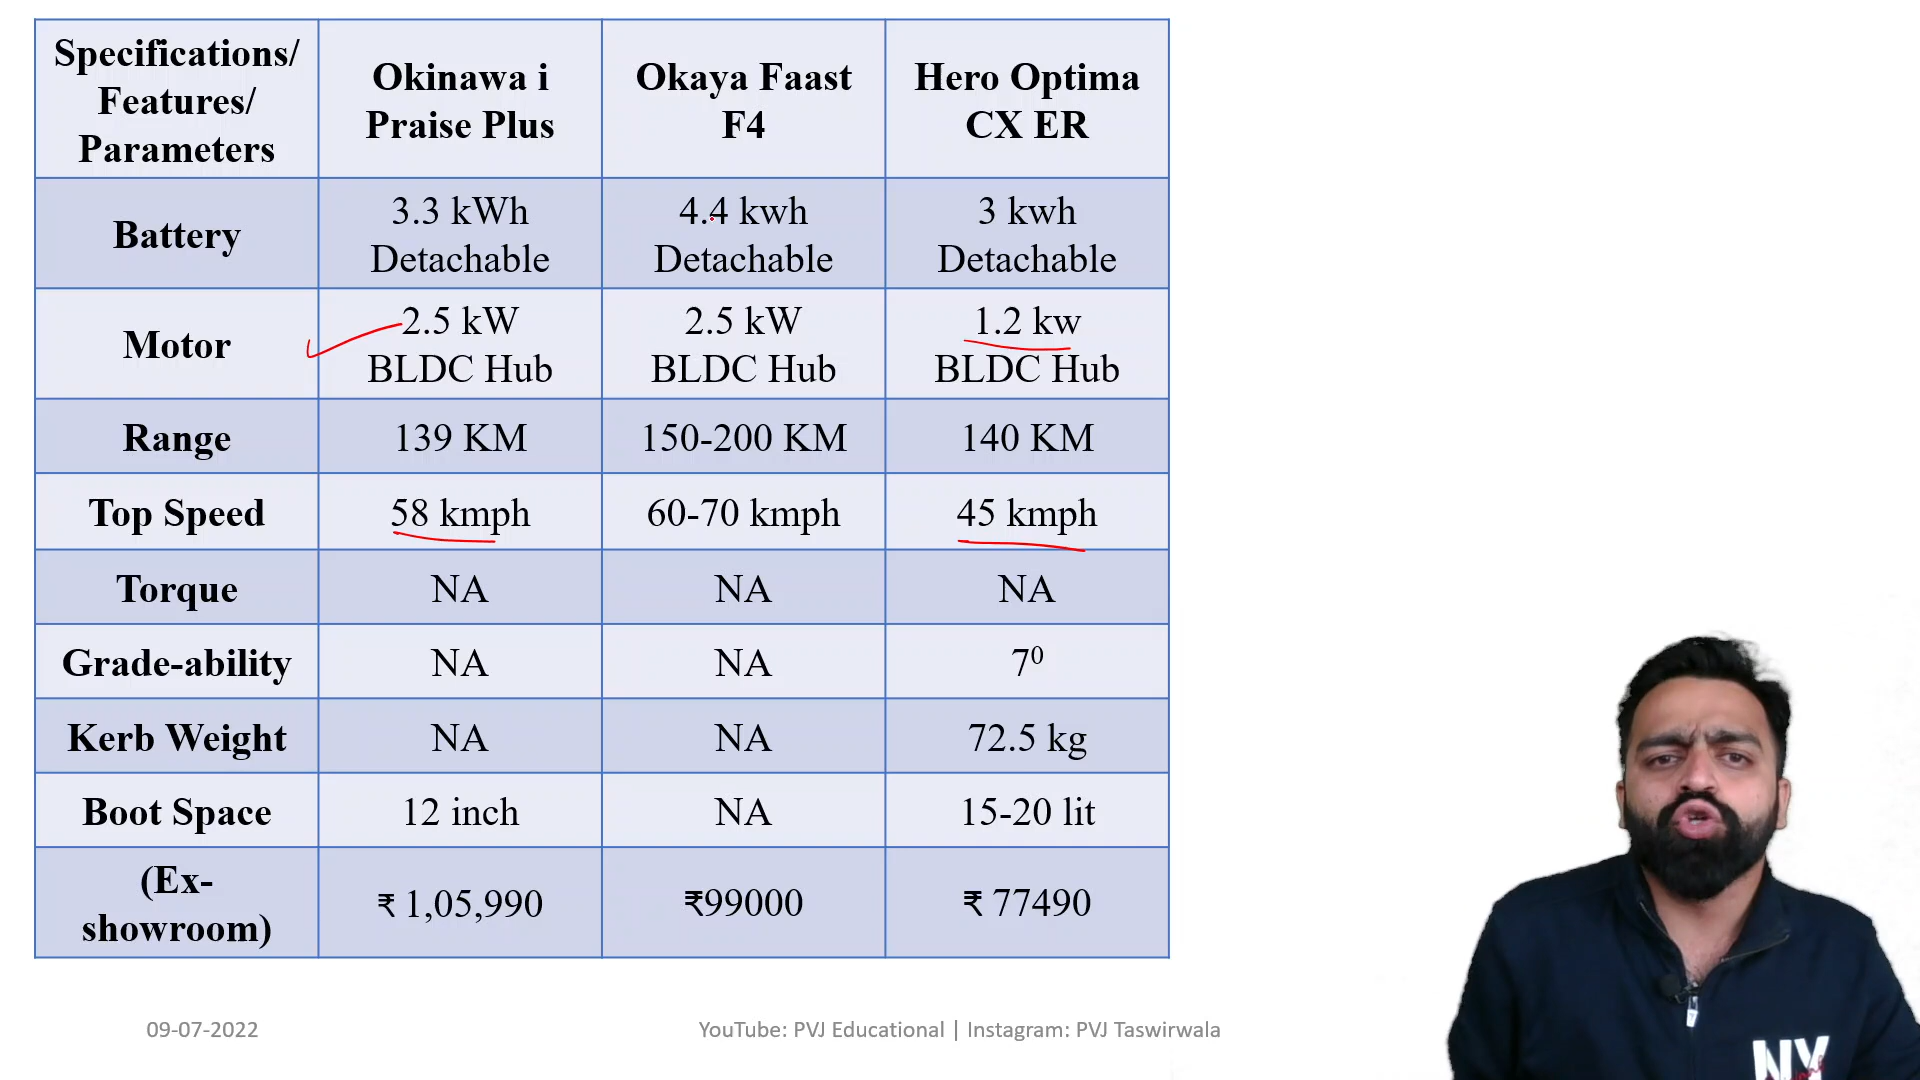 Specifications/
Features/
Parameters
Okinawa i
Praise Plus
Okaya Faast
F4
Hero Optima
CX ER
Battery
3.3 kWh
Detachable
4.4 kwh
Detachable
3 kwh
Detachable
Motor
2.5 kW
BLDC Hub
2.5 kW
BLDC Hub
1.2 kw
BLDC Hub
Range
139 KM
150-200 KM
140 KM
Top Speed
58 kmph
60-70 kmph
45 kmph
Torque
NA
NA
NA
Grade-ability
NA
NA
7⁰
Kerb Weight
NA
NA
72.5 kg
Boot Space
12 inch
NA
15-20 lit
(Ex-
showroom)
₹ 1,05,990
₹99000
₹ 77490
09-07-2022
YouTube: PVJ Educational | Instagram: PVJ Taswirwala
NY